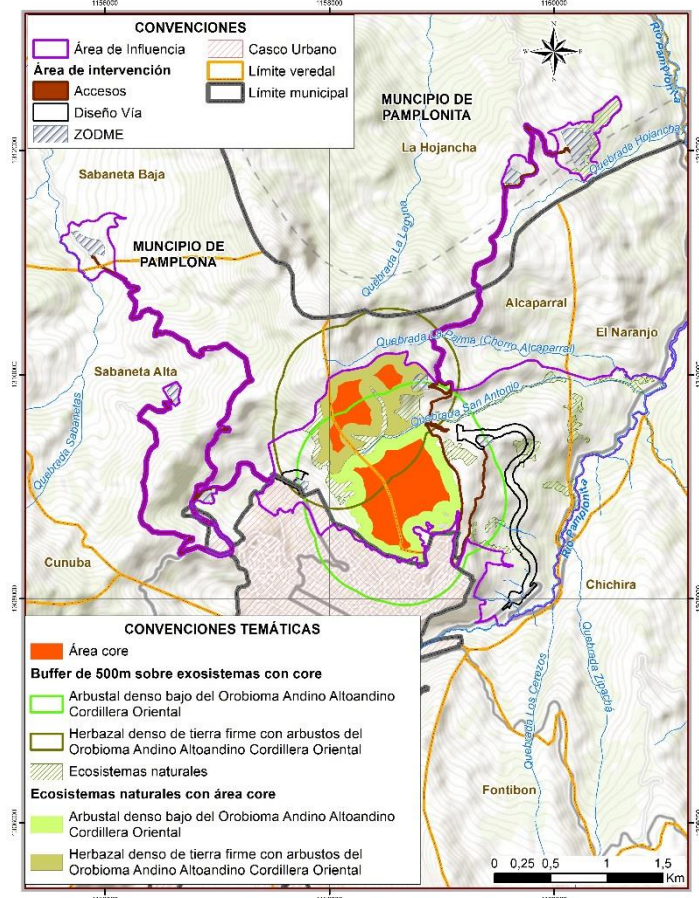 1156000
1158000
1160000
CONVENCIONES
Área de Influencia
Casco Urbano
Área de intervención
Límite veredal
Accesos
Límite municipal
Diseño Vía
ZODME
N
Río Pamplonita
MUNCIPIO DE
PAMPLONITA
La Hojancha
Quebrada Hojancha
Sabaneta Baja
Quebrada La Laguna
MUNCIPIO DE
PAMPLONA
Alcaparral
El Naranjo
Quebrada La Palma (Chorro Alcaparral)
Sabaneta Alta
Quebrada San Antonio
Quebrada Sabanetas
Río Pamplonita
Cunuba
Chichira
Quebrada Los Cerezos
Quebrada Zipachá
Fontibon
CONVENCIONES TEMÁTICAS
Área core
Buffer de 500m sobre exosistemas con core
Arbustal denso bajo del Orobioma Andino Altoandino
Cordillera Oriental
Herbazal denso de tierra firme con arbustos del
Orobioma Andino Altoandino Cordillera Oriental
Ecosistemas naturales
Ecosistemas naturales con área core
Arbustal denso bajo del Orobioma Andino Altoandino
Cordillera Oriental
Herbazal denso de tierra firme con arbustos del
Orobioma Andino Altoandino Cordillera Oriental
0 0,25 0,5 1 1,5
Km